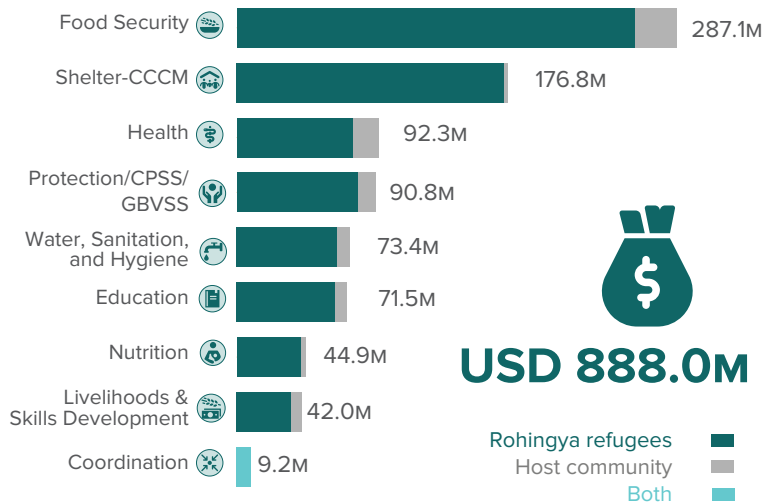 Food Security
287.1M
Shelter-CCCM
176.8M
Health
92.3M
Protection/CPSS/
GBVSS
90.8M
Water, Sanitation,
and Hygiene
73.4M
Education
71.5M
Nutrition
44.9M
Livelihoods &
Skills Development
42.0M
Coordination
9.2M
$
USD 888.0M
Rohingya refugees
Host community
Both